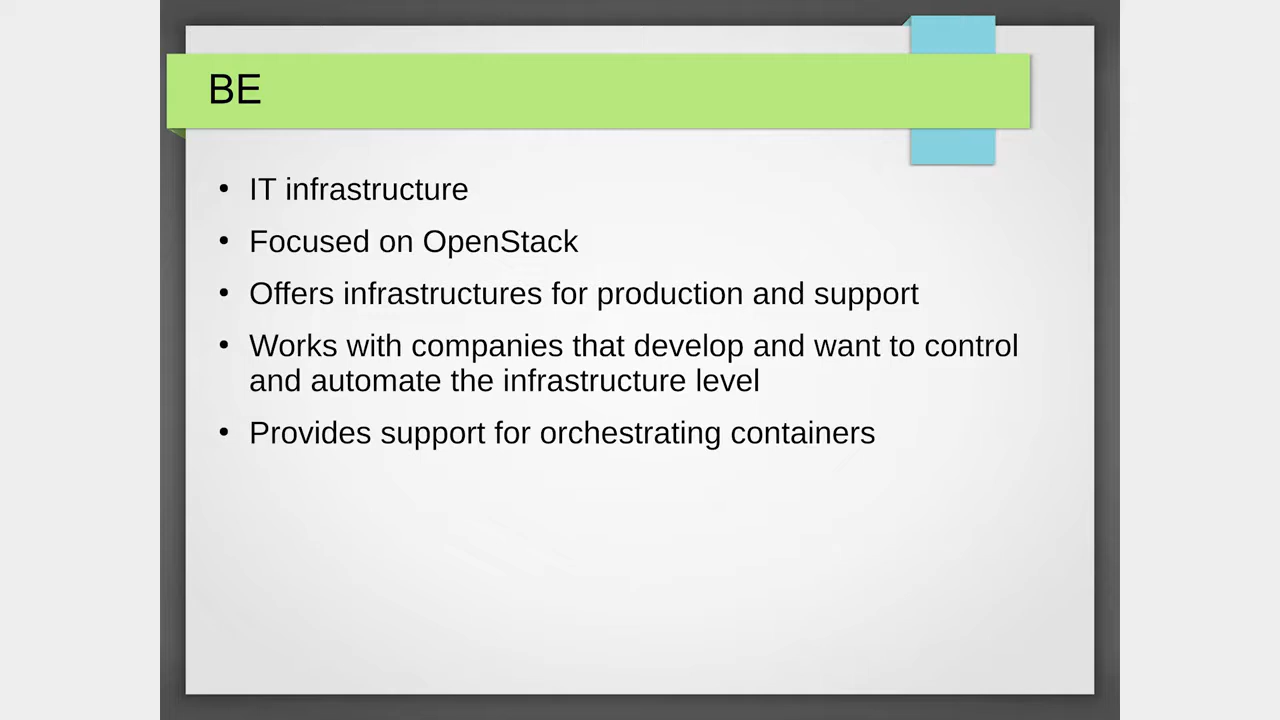 BE
• IT infrastructure
• Focused on OpenStack
• Offers infrastructures for production and support
• Works with companies that develop and want to control
and automate the infrastructure level
• Provides support for orchestrating containers